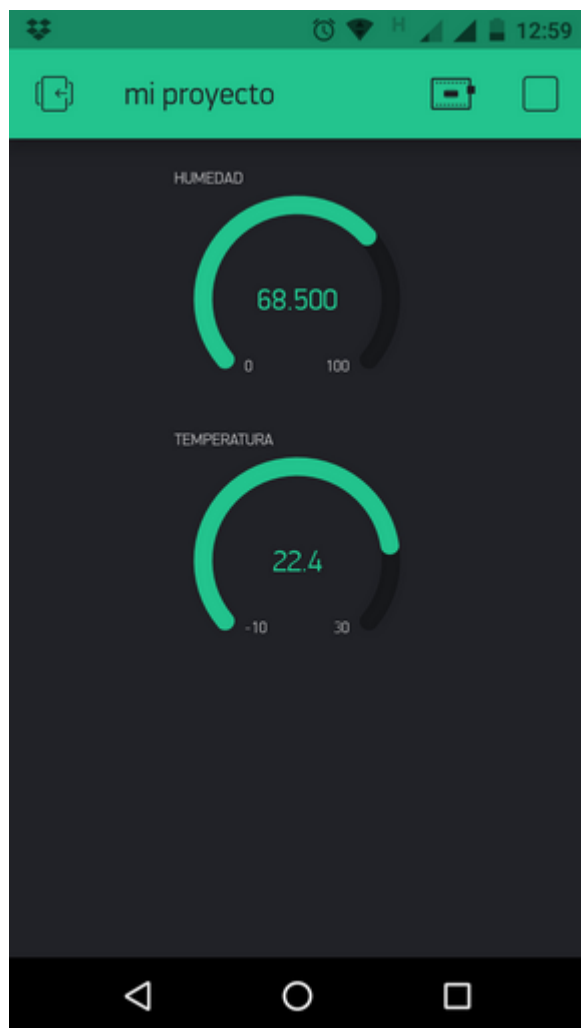 H 12:59
mi proyecto
HUMEDAD
68.500
0 100
TEMPERATURA
22.4
-10 30